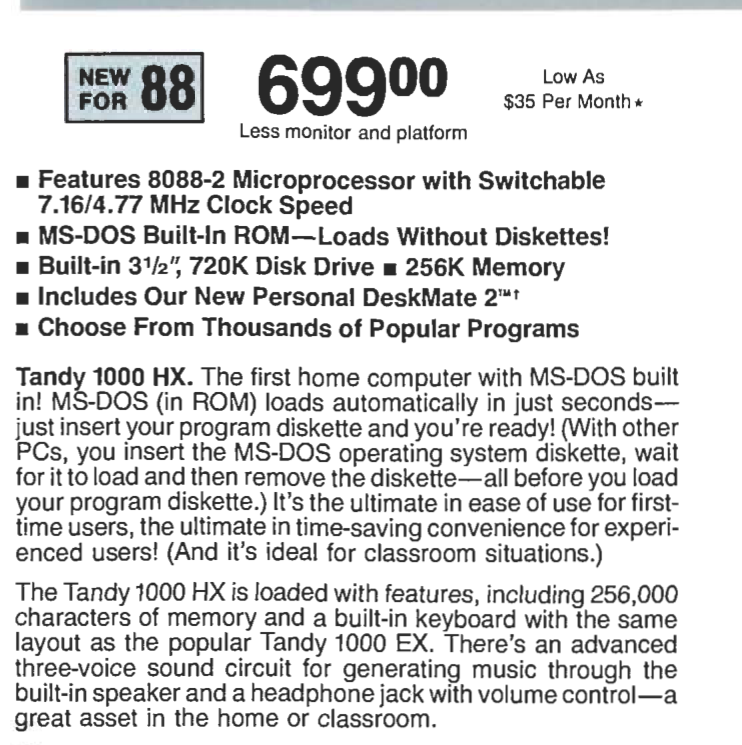 NEW FOR 88
699⁰⁰
Less monitor and platform
Low As
$35 Per Month★
■ Features 8088-2 Microprocessor with Switchable
7.16/4.77 MHz Clock Speed
■ MS-DOS Built-In ROM—Loads Without Diskettes!
■ Built-in 3½", 720K Disk Drive ■ 256K Memory
■ Includes Our New Personal DeskMate 2™†
■ Choose From Thousands of Popular Programs
Tandy 1000 HX. The first home computer with MS-DOS built
in! MS-DOS (in ROM) loads automatically in just seconds—
just insert your program diskette and you're ready! (With other
PCs, you insert the MS-DOS operating system diskette, wait
for it to load and then remove the diskette—all before you load
your program diskette.) It's the ultimate in ease of use for first-
time users, the ultimate in time-saving convenience for experi-
enced users! (And it's ideal for classroom situations.)
The Tandy 1000 HX is loaded with features, including 256,000
characters of memory and a built-in keyboard with the same
layout as the popular Tandy 1000 EX. There's an advanced
three-voice sound circuit for generating music through the
built-in speaker and a headphone jack with volume control—a
great asset in the home or classroom.